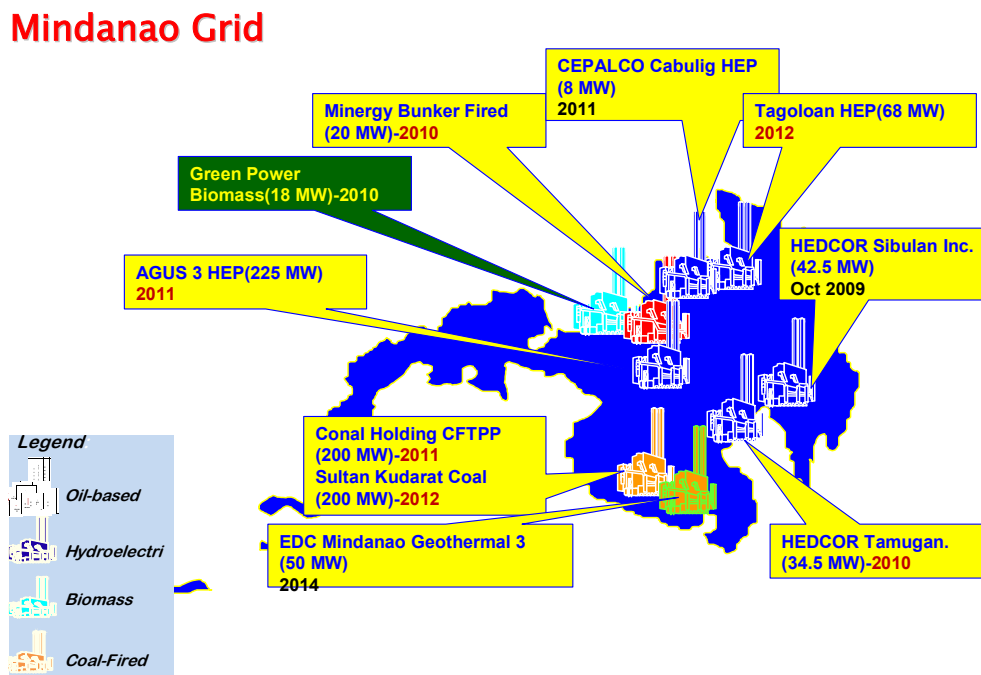 Mindanao Grid
CEPALCO Cabulig HEP
(8 MW)
2011
Minergy Bunker Fired
(20 MW)-2010
Tagoloan HEP(68 MW)
2012
Green Power
Biomass(18 MW)-2010
HEDCOR Sibulan Inc.
(42.5 MW)
Oct 2009
AGUS 3 HEP(225 MW)
2011
Conal Holding CFTPP
(200 MW)-2011
Sultan Kudarat Coal
(200 MW)-2012
EDC Mindanao Geothermal 3
(50 MW)
2014
HEDCOR Tamugan.
(34.5 MW)-2010
Legend:
Oil-based
Hydroelectri
Biomass
Coal-Fired